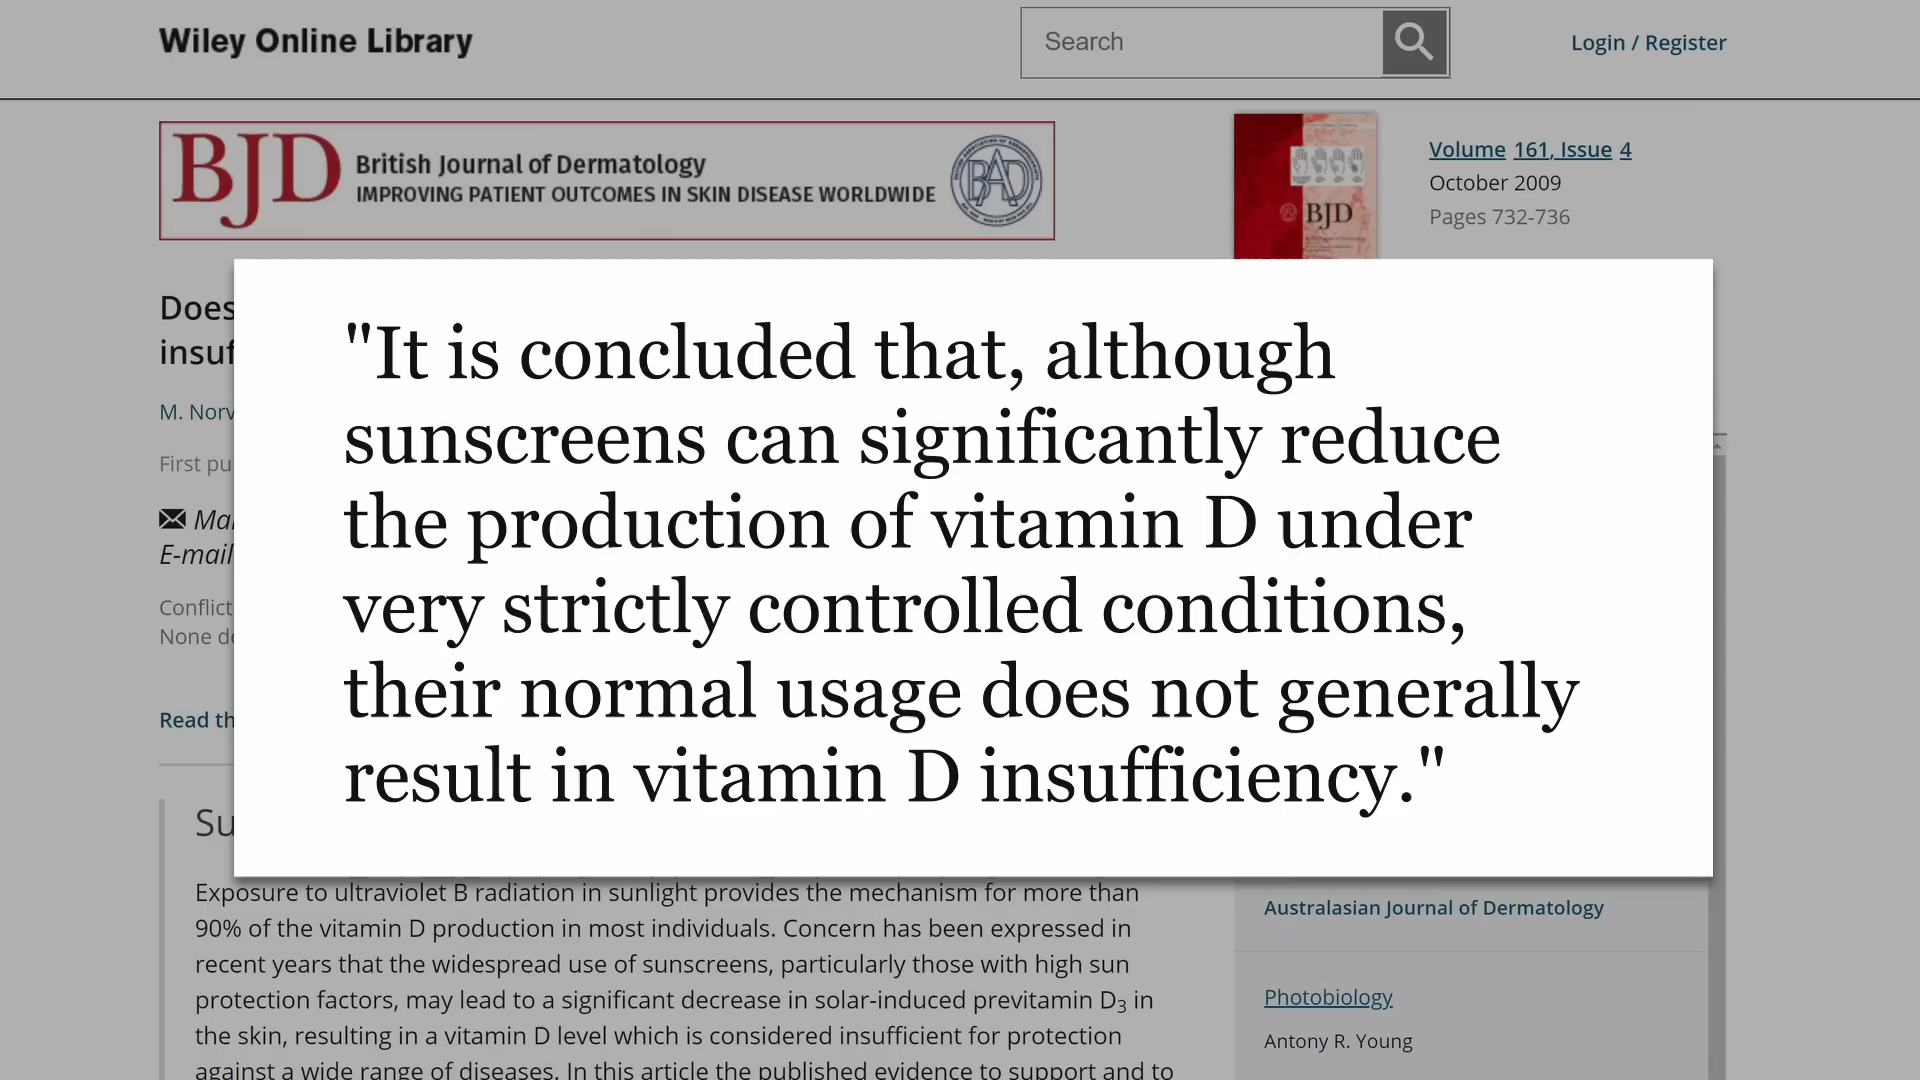 Wiley Online Library
Search
Login / Register
BJD
British Journal of Dermatology
IMPROVING PATIENT OUTCOMES IN SKIN DISEASE WORLDWIDE
BAD
BJD
Volume 161, Issue 4
October 2009
Pages 732-736
Does
insuf
M. Norv
First pu
Mai
E-mail
Conflict
None de
Read th
"It is concluded that, although
sunscreens can significantly reduce
the production of vitamin D under
very strictly controlled conditions,
their normal usage does not generally
result in vitamin D insufficiency."
Su
Exposure to ultraviolet B radiation in sunlight provides the mechanism for more than
90% of the vitamin D production in most individuals. Concern has been expressed in
recent years that the widespread use of sunscreens, particularly those with high sun
protection factors, may lead to a significant decrease in solar-induced previtamin D₃ in
the skin, resulting in a vitamin D level which is considered insufficient for protection
against a wide range of diseases. In this article the published evidence to support and to
Australasian Journal of Dermatology
Photobiology
Antony R. Young